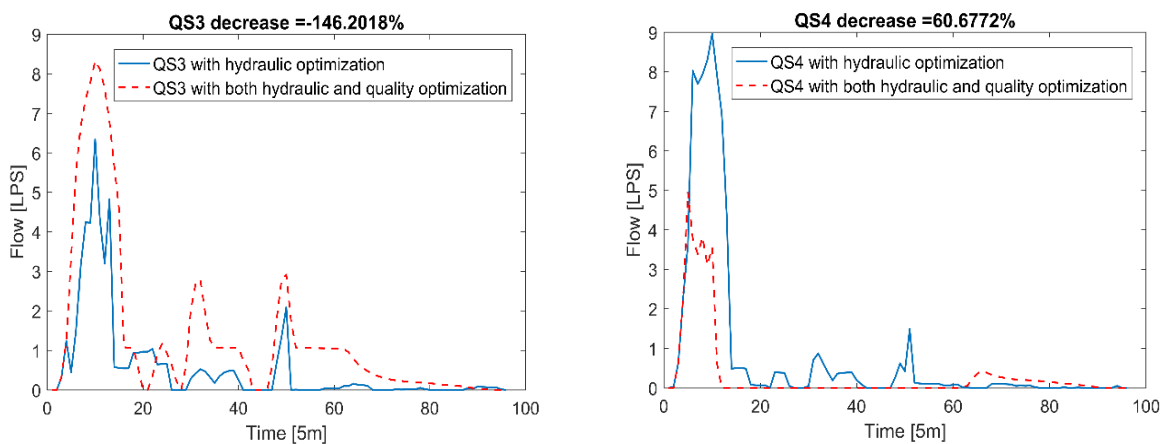 QS3 decrease =-146.2018%
9
8
7
6
5
4
3
2
1
0
Flow [LPS]
QS3 with hydraulic optimization
QS3 with both hydraulic and quality optimization
0 20 40 60 80 100
Time [5m]
QS4 decrease =60.6772%
9
8
7
6
5
4
3
2
1
0
Flow [LPS]
QS4 with hydraulic optimization
QS4 with both hydraulic and quality optimization
0 20 40 60 80 100
Time [5m]